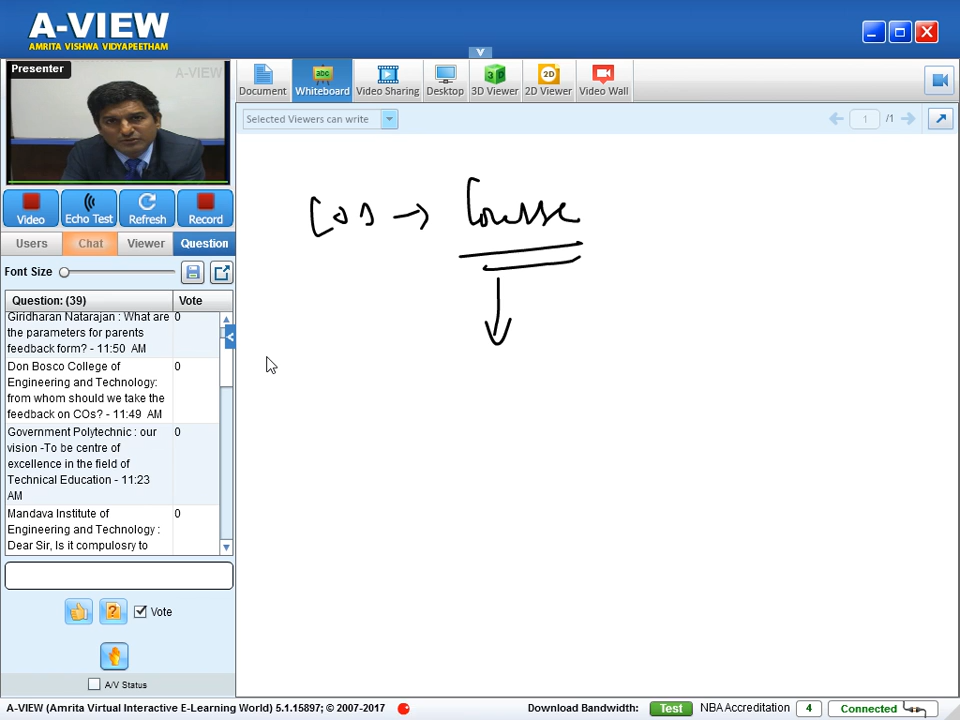 A-VIEW
AMRITA VISHWA VIDYAPEETHAM
Presenter
A-VIEW
Video
Echo Test
Refresh
Record
Users
Chat
Viewer
Question
Font Size
Question: (39)
Vote
Giridharan Natarajan : What are
the parameters for parents
feedback form? - 11:50 AM
0
Don Bosco College of
Engineering and Technology:
from whom should we take the
feedback on COs? - 11:49 AM
0
Government Polytechnic : our
vision -To be centre of
excellence in the field of
Technical Education - 11:23
AM
0
Mandava Institute of
Engineering and Technology :
Dear Sir, Is it compulosry to
0
Vote
A/V Status
Document
abc
Whiteboard
Video Sharing
Desktop
3D
3D Viewer
2D
2D Viewer
Video Wall
Selected Viewers can write
1 /1
COs → Course
A-VIEW (Amrita Virtual Interactive E-Learning World) 5.1.15897; © 2007-2017
Download Bandwidth:
Test
NBA Accreditation
4
Connected